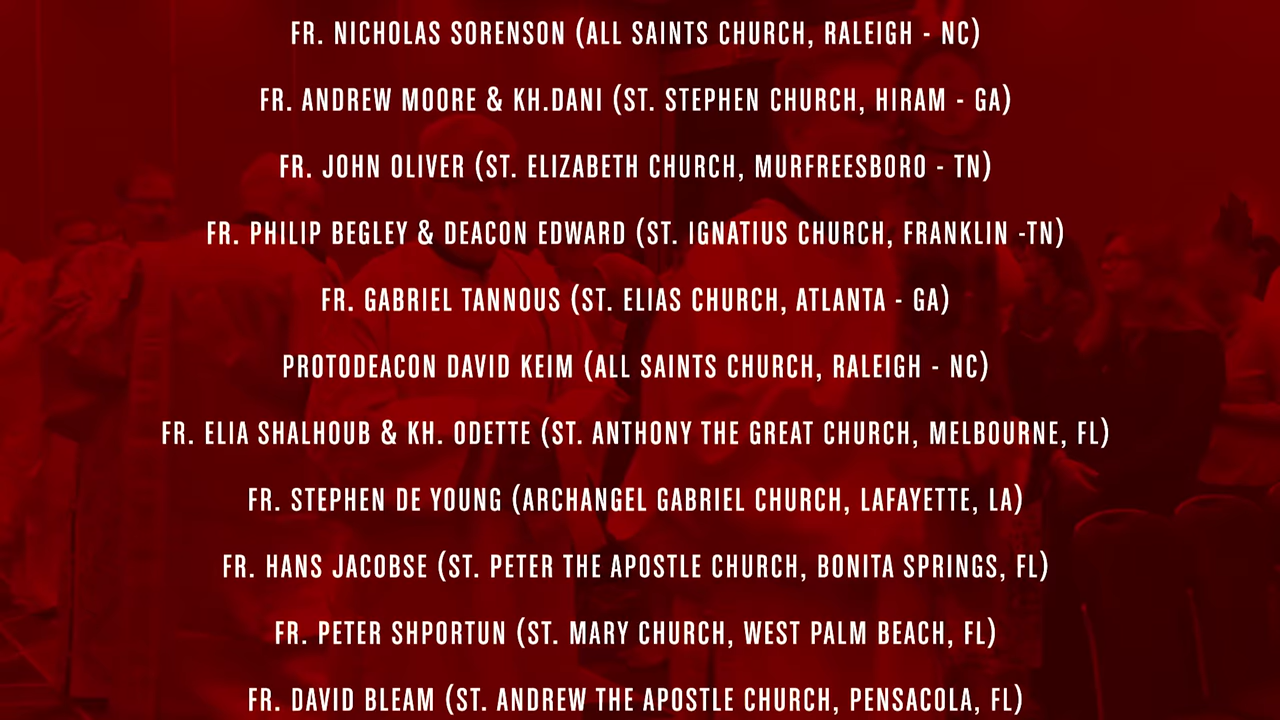 FR. NICHOLAS SORENSON (ALL SAINTS CHURCH, RALEIGH - NC)
FR. ANDREW MOORE & KH.DANI (ST. STEPHEN CHURCH, HIRAM - GA)
FR. JOHN OLIVER (ST. ELIZABETH CHURCH, MURFREESBORO - TN)
FR. PHILIP BEGLEY & DEACON EDWARD (ST. IGNATIUS CHURCH, FRANKLIN -TN)
FR. GABRIEL TANNOUS (ST. ELIAS CHURCH, ATLANTA - GA)
PROTODEACON DAVID KEIM (ALL SAINTS CHURCH, RALEIGH - NC)
FR. ELIA SHALHOUB & KH. ODETTE (ST. ANTHONY THE GREAT CHURCH, MELBOURNE, FL)
FR. STEPHEN DE YOUNG (ARCHANGEL GABRIEL CHURCH, LAFAYETTE, LA)
FR. HANS JACOBSE (ST. PETER THE APOSTLE CHURCH, BONITA SPRINGS, FL)
FR. PETER SHPORTUN (ST. MARY CHURCH, WEST PALM BEACH, FL)
FR. DAVID BLEAM (ST. ANDREW THE APOSTLE CHURCH, PENSACOLA, FL)